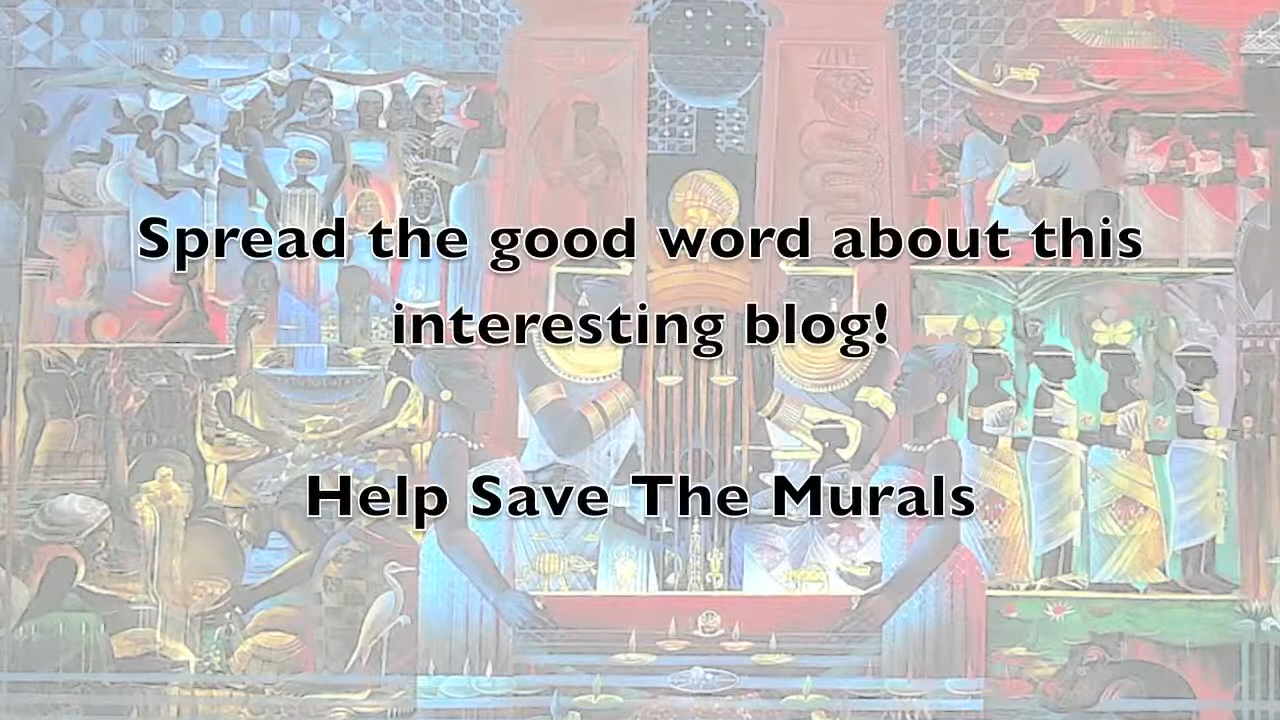 Spread the good word about this
interesting blog!
Help Save The Murals